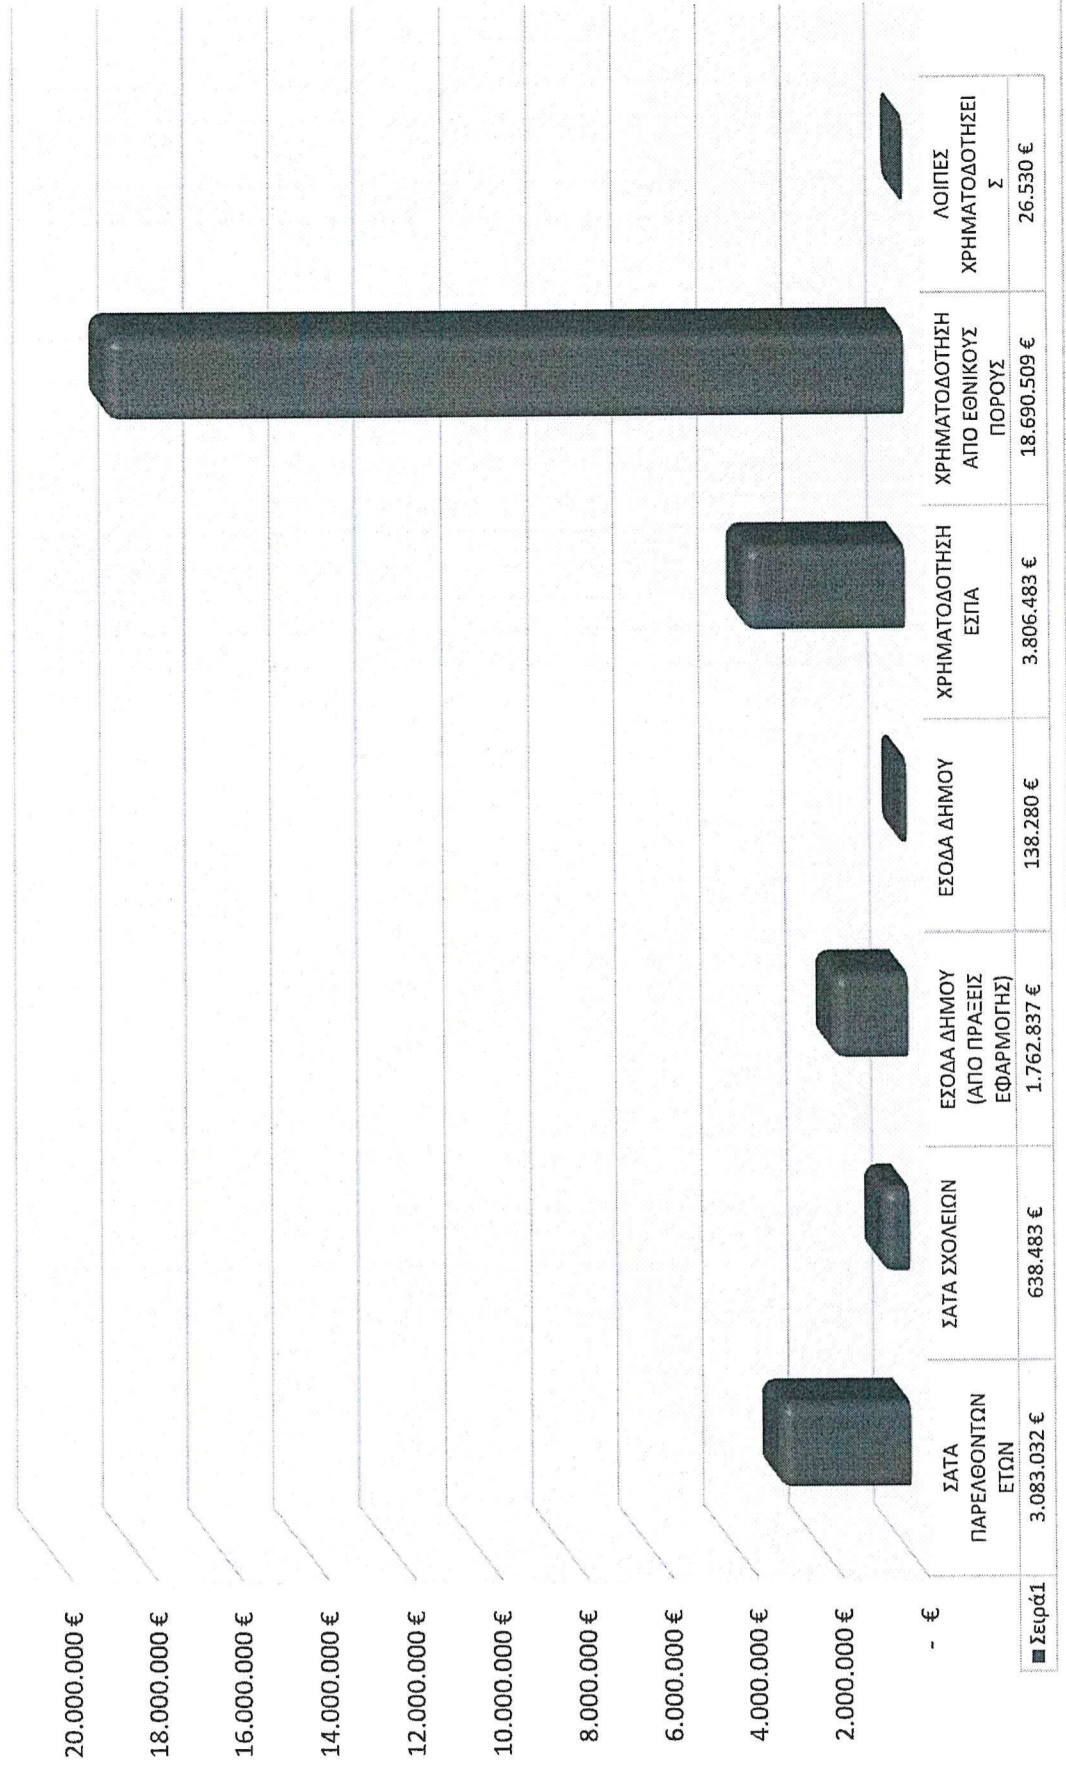 20.000.000 €
18.000.000 €
16.000.000 €
14.000.000 €
12.000.000 €
10.000.000 €
8.000.000 €
6.000.000 €
4.000.000 €
2.000.000 €
- €
ΣΑΤΑ
ΠΑΡΕΛΘΟΝΤΩΝ
ΕΤΩΝ
ΣΑΤΑ ΣΧΟΛΕΙΩΝ
ΕΣΟΔΑ ΔΗΜΟΥ
(ΑΠΟ ΠΡΑΞΕΙΣ
ΕΦΑΡΜΟΓΗΣ)
ΕΣΟΔΑ ΔΗΜΟΥ
ΧΡΗΜΑΤΟΔΟΤΗΣΗ
ΕΣΠΑ
ΧΡΗΜΑΤΟΔΟΤΗΣΗ
ΑΠΟ ΕΘΝΙΚΟΥΣ
ΠΟΡΟΥΣ
ΛΟΙΠΕΣ
ΧΡΗΜΑΤΟΔΟΤΗΣΕΙ
Σ
Σειρά1
3.083.032 €
638.483 €
1.762.837 €
138.280 €
3.806.483 €
18.690.509 €
26.530 €